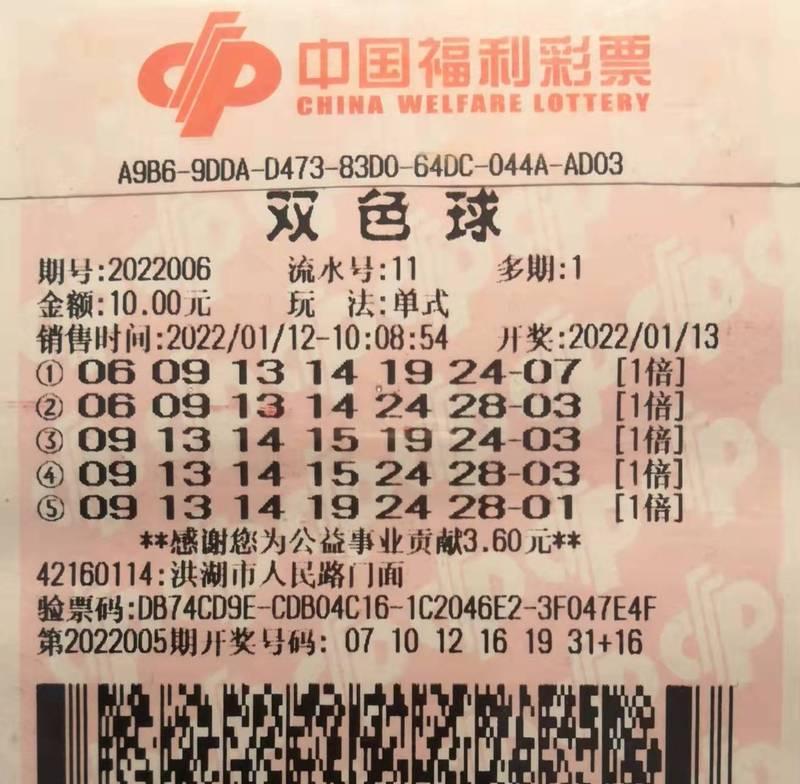 中国福利彩票
CHINA WELFARE LOTTERY
A9B6-9DDA-D473-83D0-64DC-044A-AD03
双色球
期号:2022006 流水号:11 多期:1
金额:10.00元 玩 法:单式
销售时间:2022/01/12-10:08:54 开奖:2022/01/13
① 06 09 13 14 19 24-07 [1倍]
② 06 09 13 14 24 28-03 [1倍]
③ 09 13 14 15 19 24-03 [1倍]
④ 09 13 14 15 24 28-03 [1倍]
⑤ 09 13 14 19 24 28-01 [1倍]
**感谢您为公益事业贡献3.60元**
42160114:洪湖市人民路门面
验票码:DB74CD9E-CDB04C16-1C2046E2-3F047E4F
第2022005期开奖号码: 07 10 12 16 19 31+16